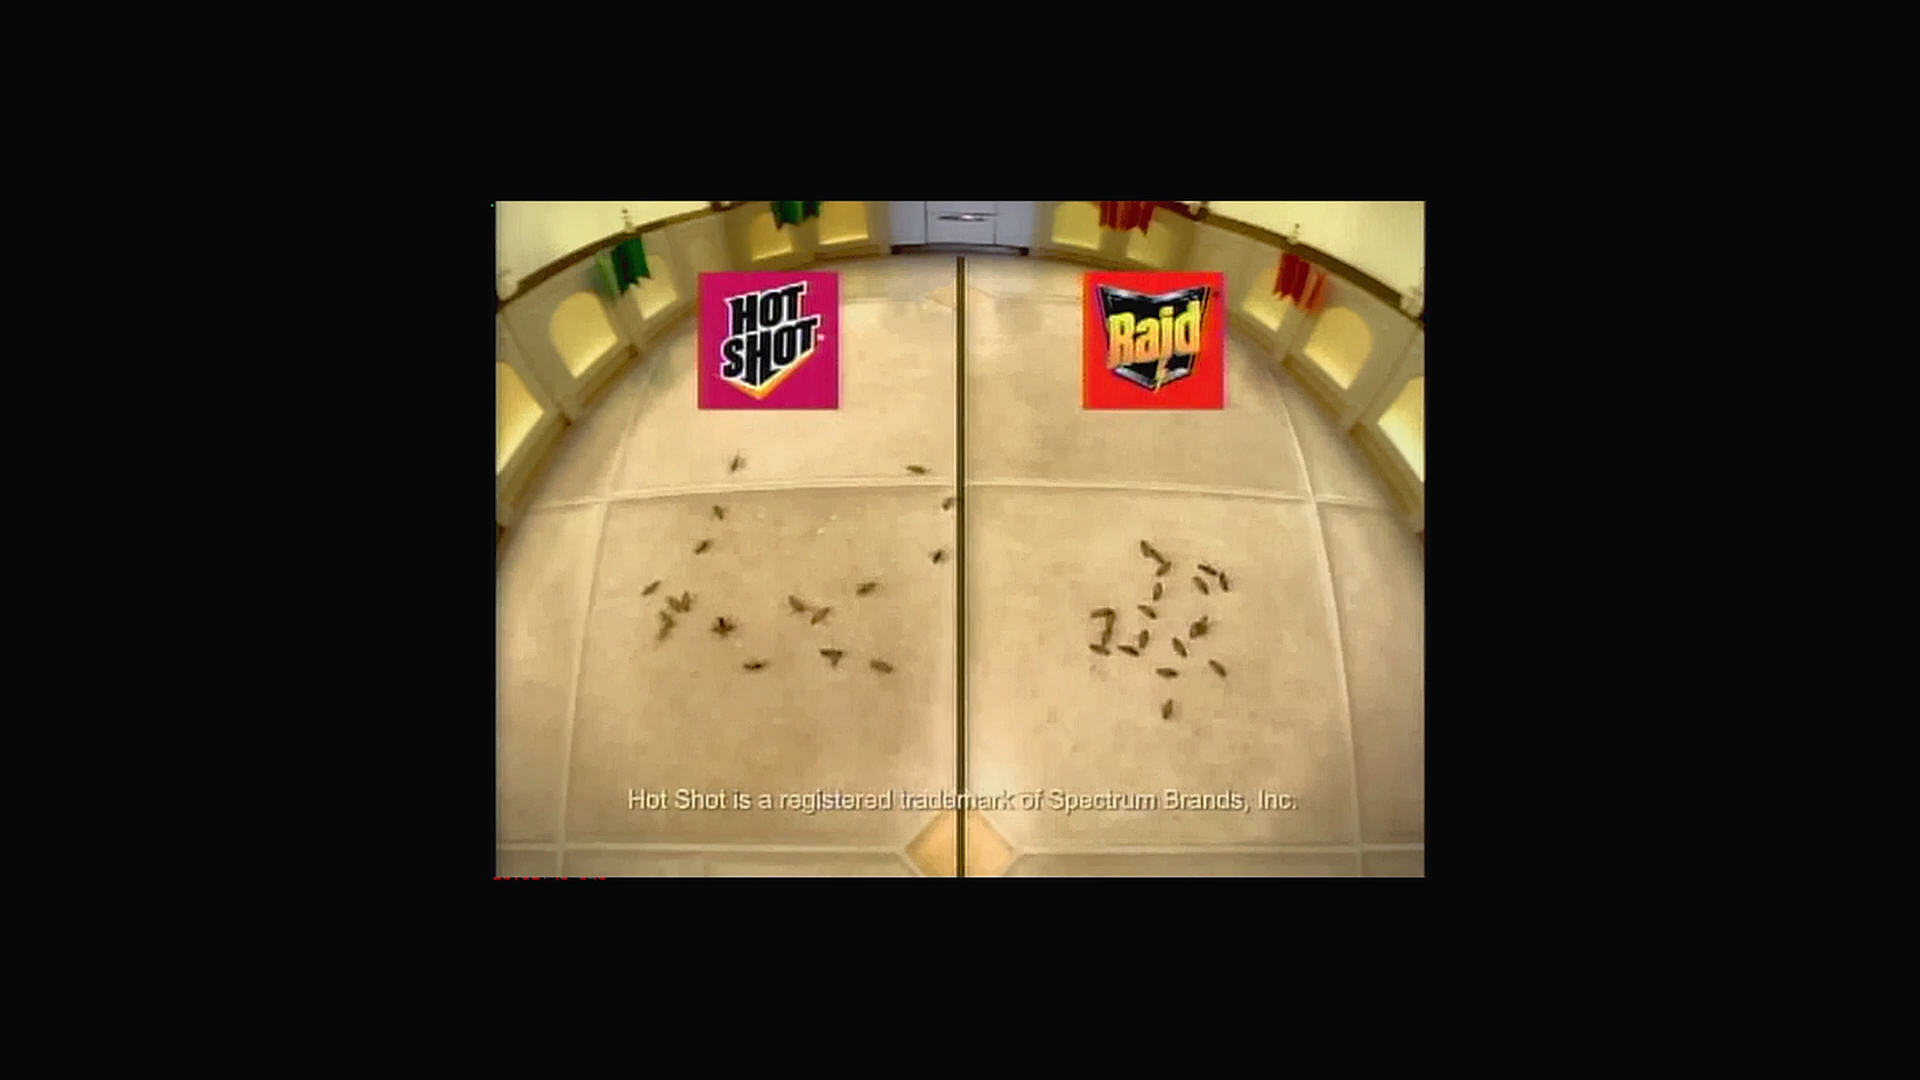 HOT
SHOT
Raid
Hot Shot is a registered trademark of Spectrum Brands, Inc.